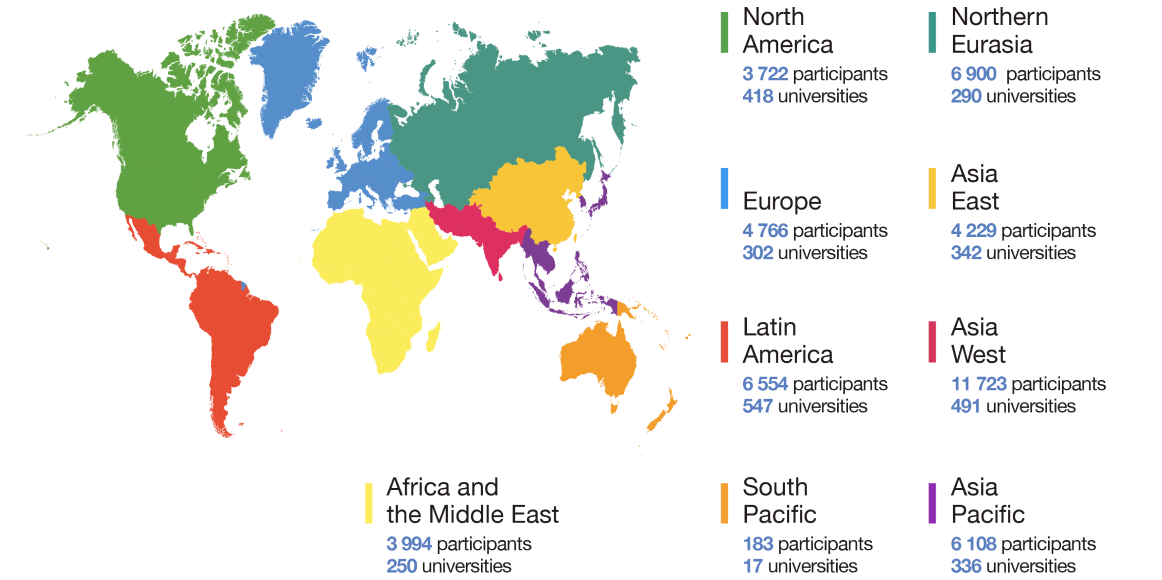 North
America
3 722 participants
418 universities
Northern
Eurasia
6 900 participants
290 universities
Europe
4 766 participants
302 universities
Asia
East
4 229 participants
342 universities
Latin
America
6 554 participants
547 universities
Asia
West
11 723 participants
491 universities
Africa and
the Middle East
3 994 participants
250 universities
South
Pacific
183 participants
17 universities
Asia
Pacific
6 108 participants
336 universities